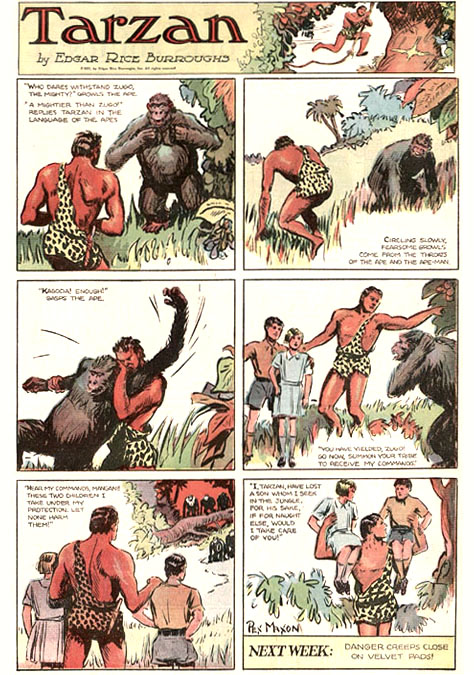 Tarzan
by EDGAR RICE BURROUGHS
"WHO DARES WITHSTAND ZUGO,
THE MIGHTY?" GROWLS THE APE.
"A MIGHTIER THAN ZUGO!"
REPLIES TARZAN IN THE
LANGUAGE OF THE APES
CIRCLING SLOWLY,
FEARSOME GROWLS
COME FROM THE THROATS
OF THE APE AND THE APE-MAN.
"KAGODA! ENOUGH!"
GASPS THE APE.
"YOU HAVE YIELDED, ZUGO!
GO NOW, SUMMON YOUR TRIBE
TO RECEIVE MY COMMANDS."
"HEAR MY COMMANDS, MANGANI!
THESE TWO CHILDREN I
TAKE UNDER MY
PROTECTION. LET
NONE HARM
THEM!"
"I, TARZAN, HAVE LOST
A SON WHOM I SEEK
IN THE JUNGLE.
FOR HIS SAKE,
IF FOR NAUGHT
ELSE, WOULD
I TAKE CARE
OF YOU!"
REX MAXON
NEXT WEEK:
DANGER CREEPS CLOSE
ON VELVET PADS!